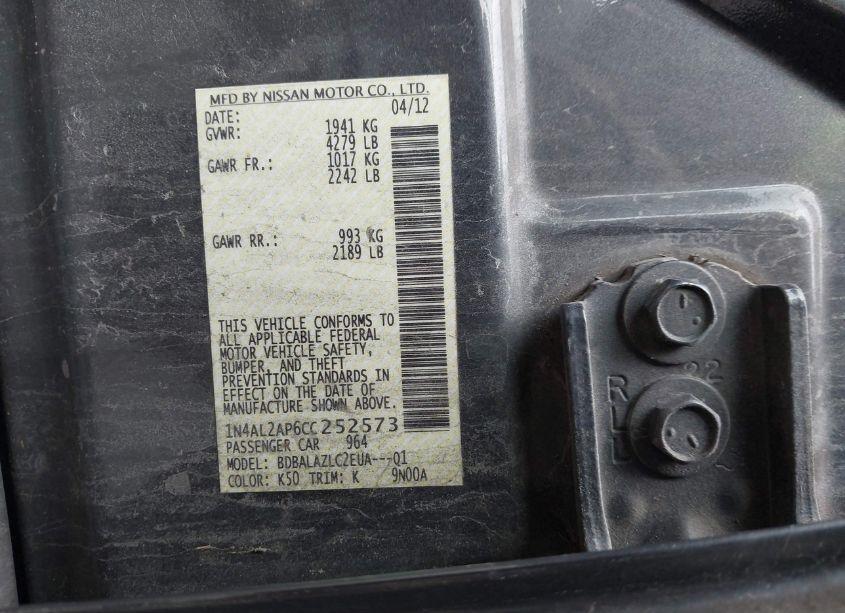 MFD BY NISSAN MOTOR CO., LTD.
DATE: 04/12
GVWR: 1941 KG
4279 LB
GAWR FR.: 1017 KG
2242 LB
GAWR RR.: 993 KG
2189 LB
THIS VEHICLE CONFORMS TO
ALL APPLICABLE FEDERAL
MOTOR VEHICLE SAFETY,
BUMPER, AND THEFT
PREVENTION STANDARDS IN
EFFECT ON THE DATE OF
MANUFACTURE SHOWN ABOVE.
1N4AL2AP6CC252573
PASSENGER CAR 964
MODEL: BDBALAZLC2EUA---01
COLOR: K50 TRIM: K 9N00A
22